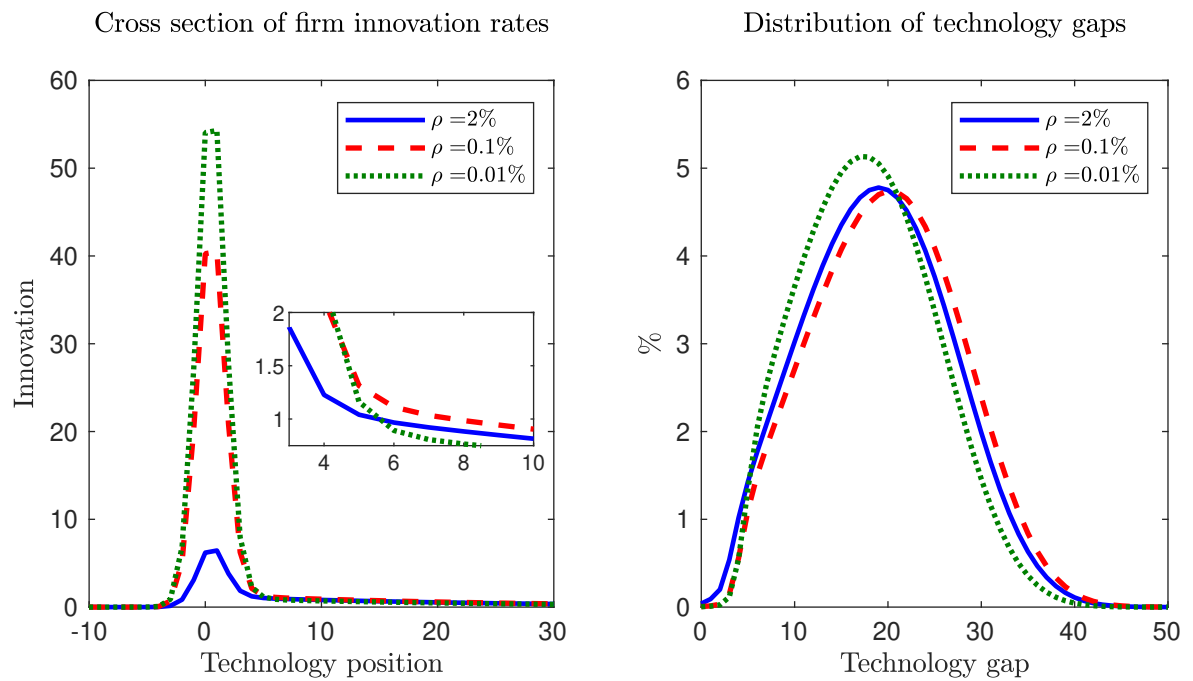 Cross section of firm innovation rates
60
50
40
30
20
10
0
Innovation
-10 0 10 20 30
Technology position
ρ =2%
ρ =0.1%
ρ =0.01%
2
1.5
1
4 6 8 10
Distribution of technology gaps
6
5
4
3
2
1
0
%
0 10 20 30 40 50
Technology gap
ρ =2%
ρ =0.1%
ρ =0.01%